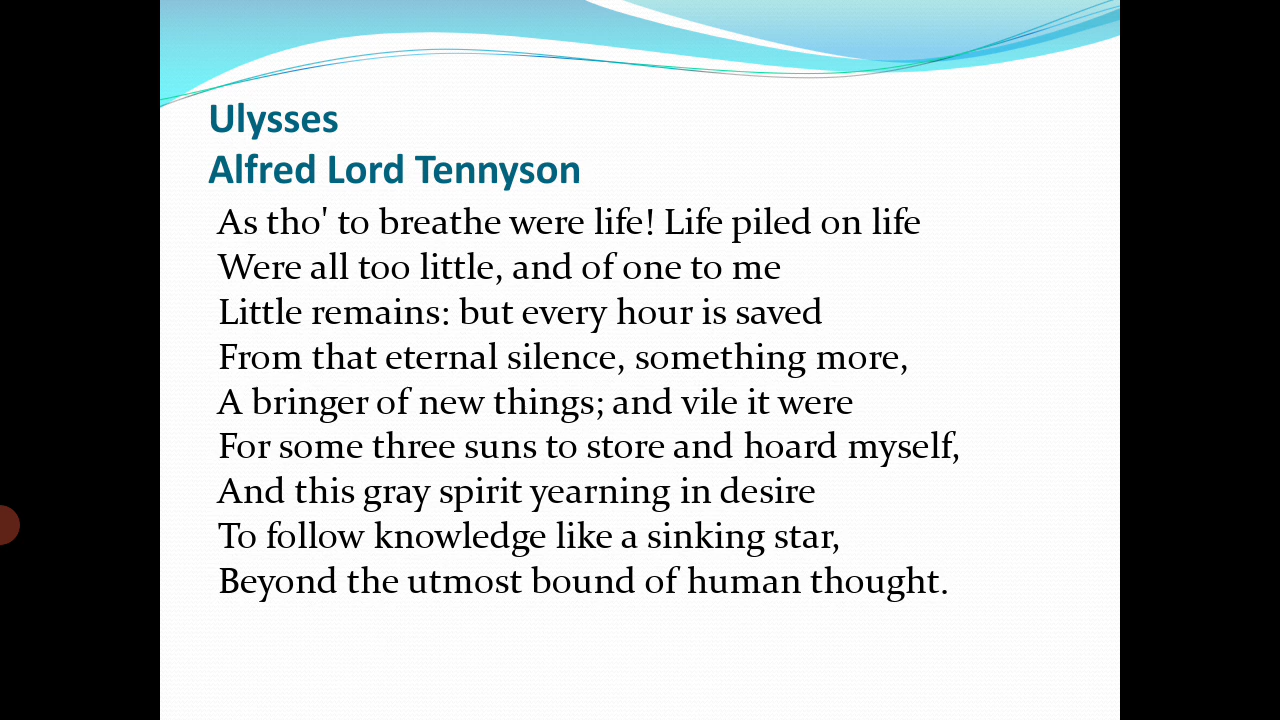 Ulysses
Alfred Lord Tennyson
As tho' to breathe were life! Life piled on life
Were all too little, and of one to me
Little remains: but every hour is saved
From that eternal silence, something more,
A bringer of new things; and vile it were
For some three suns to store and hoard myself,
And this gray spirit yearning in desire
To follow knowledge like a sinking star,
Beyond the utmost bound of human thought.